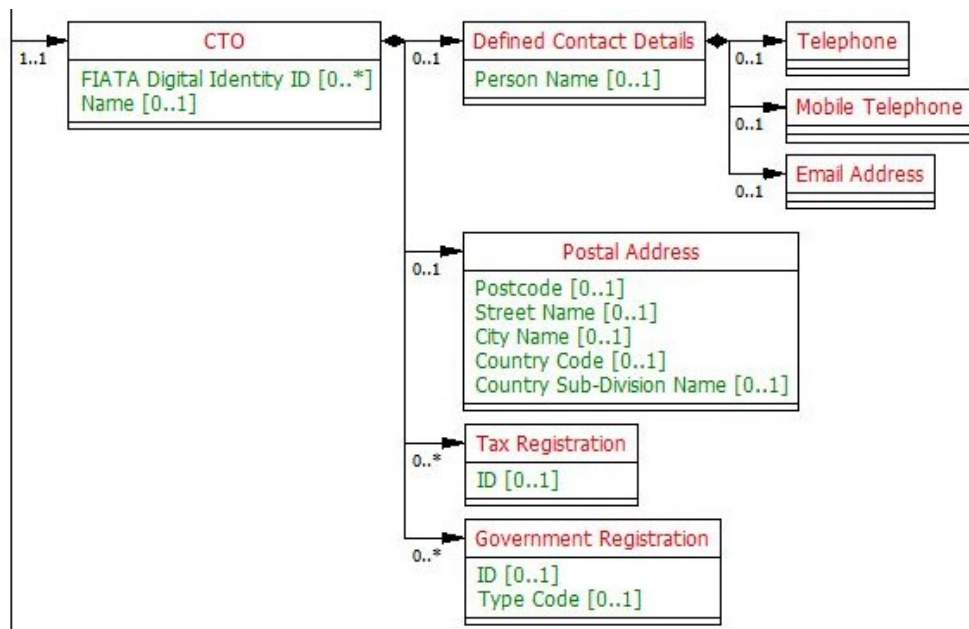 CTO
1..1
FIATA Digital Identity ID [0..*]
Name [0..1]
0..1
Defined Contact Details
Person Name [0..1]
0..1
Telephone
0..1
Mobile Telephone
0..1
Email Address
0..1
Postal Address
Postcode [0..1]
Street Name [0..1]
City Name [0..1]
Country Code [0..1]
Country Sub-Division Name [0..1]
0..*
Tax Registration
ID [0..1]
0..*
Government Registration
ID [0..1]
Type Code [0..1]